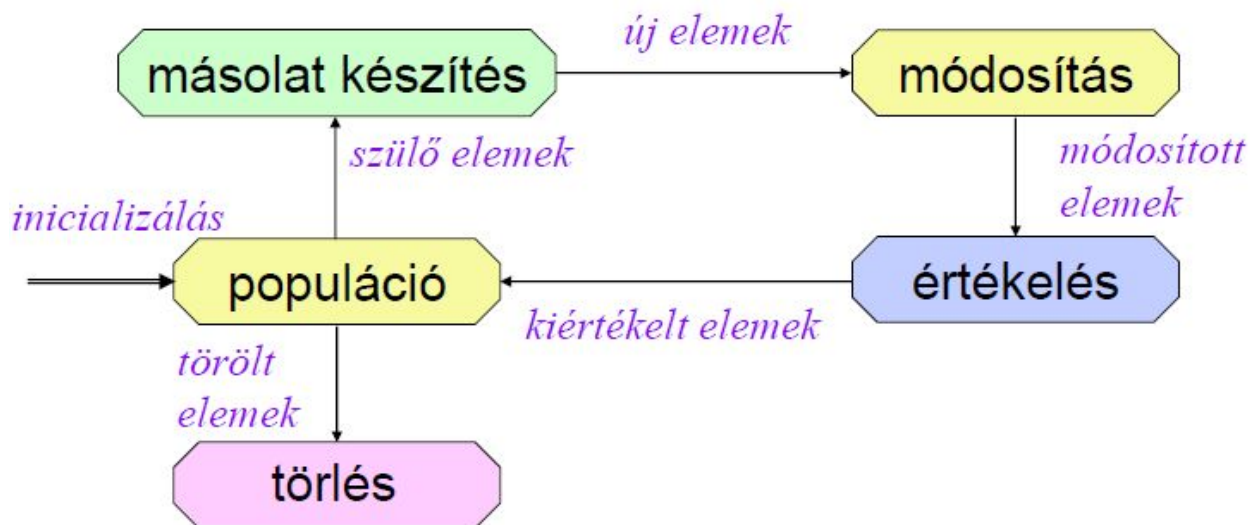 új elemek
másolat készítés
módosítás
szülő elemek
módosított
elemek
inicializálás
populáció
értékelés
kiértékelt elemek
törölt
elemek
törlés